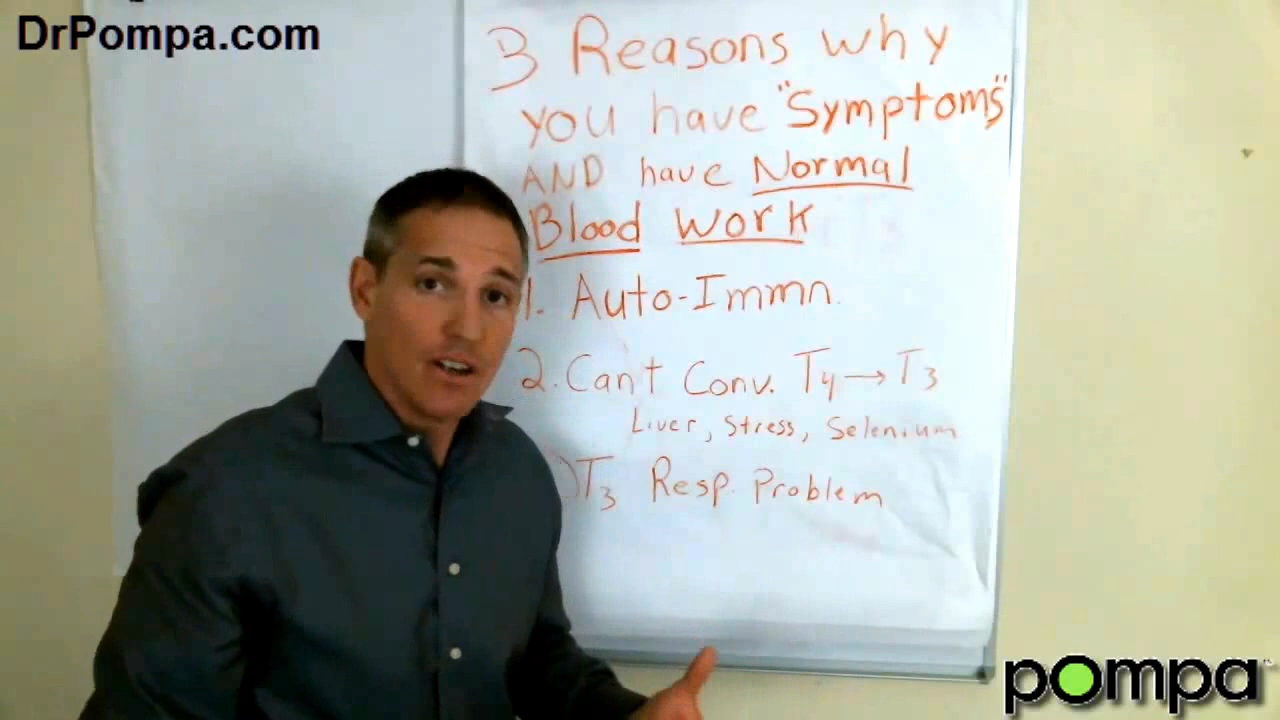 DrPompa.com
3 Reasons why
you have "Symptoms"
AND have Normal
Blood Work
1. Auto-Immn.
2. Can't Conv. T4 → T3
Liver, Stress, Selenium
T3 Resp. Problem
pompa™